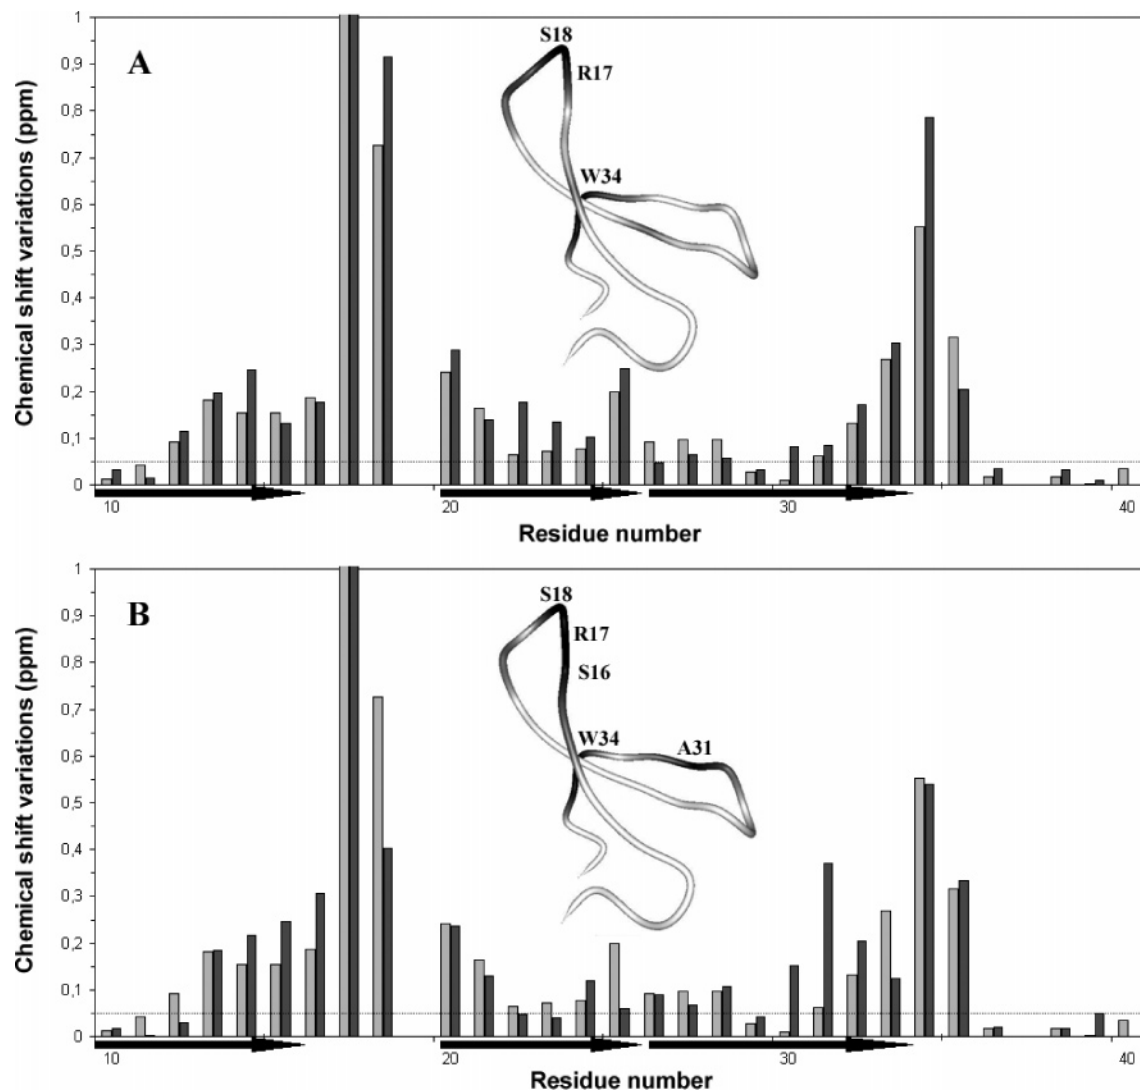 A
Chemical shift variations (ppm)
1
0,9
0,8
0,7
0,6
0,5
0,4
0,3
0,2
0,1
0
S18
R17
W34
10 20 30 40
Residue number
B
Chemical shift variations (ppm)
1
0,9
0,8
0,7
0,6
0,5
0,4
0,3
0,2
0,1
0
S18
R17
S16
W34
A31
10 20 30 40
Residue number